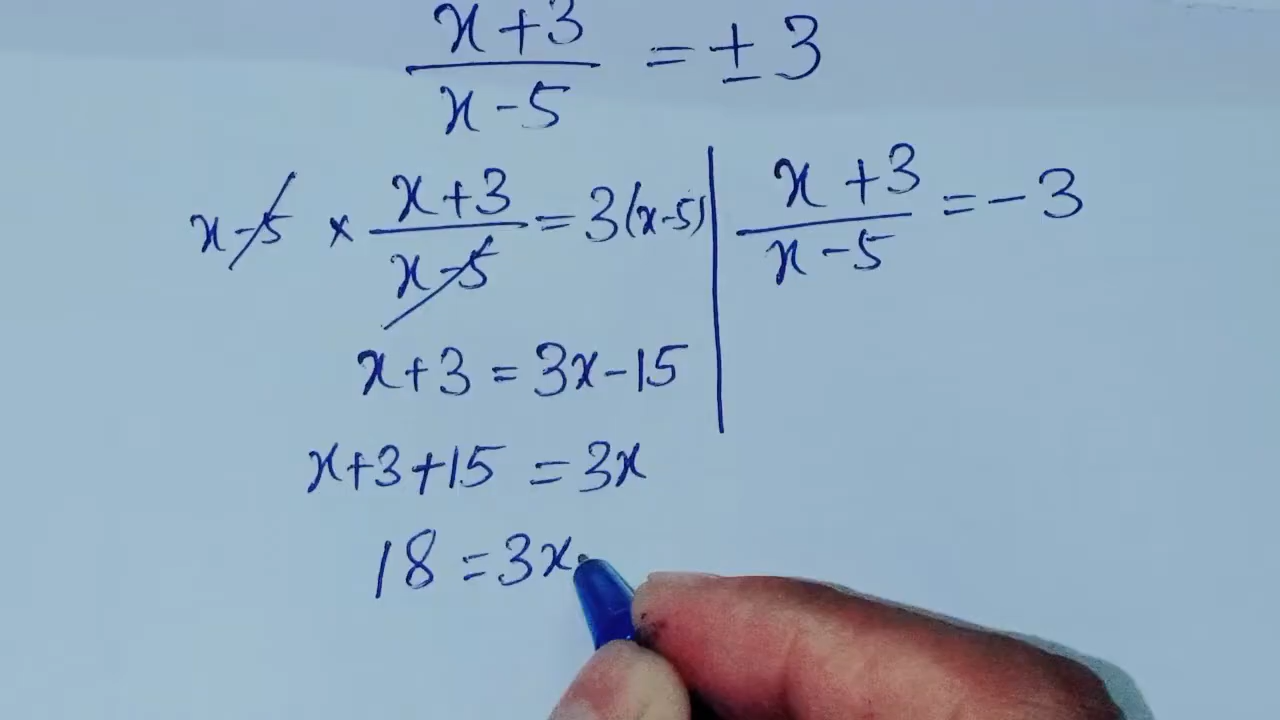 x+3/x-5 = ±3
x-5 × x+3/x-5 = 3(x-5)
x+3 = 3x-15
x+3+15 = 3x
18 = 3x
x+3/x-5 = -3